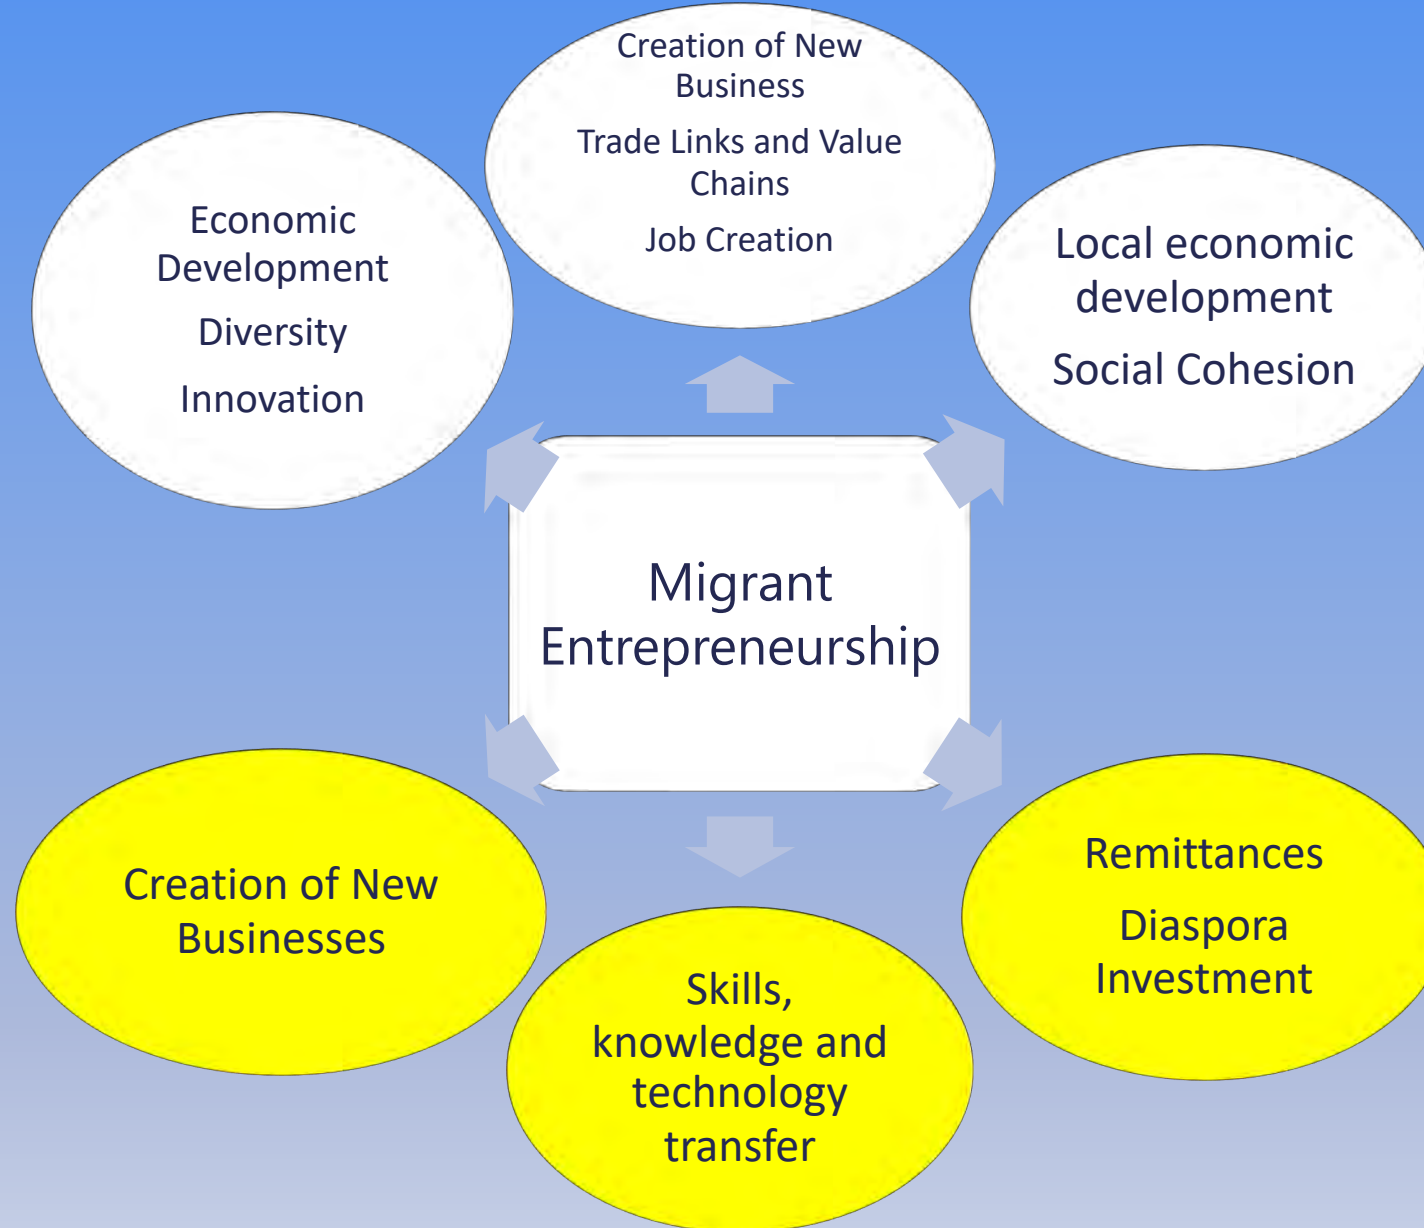 Creation of New
Business
Trade Links and Value
Chains
Job Creation
Economic
Development
Diversity
Innovation
Local economic
development
Social Cohesion
Migrant
Entrepreneurship
Creation of New
Businesses
Skills,
knowledge and
technology
transfer
Remittances
Diaspora
Investment